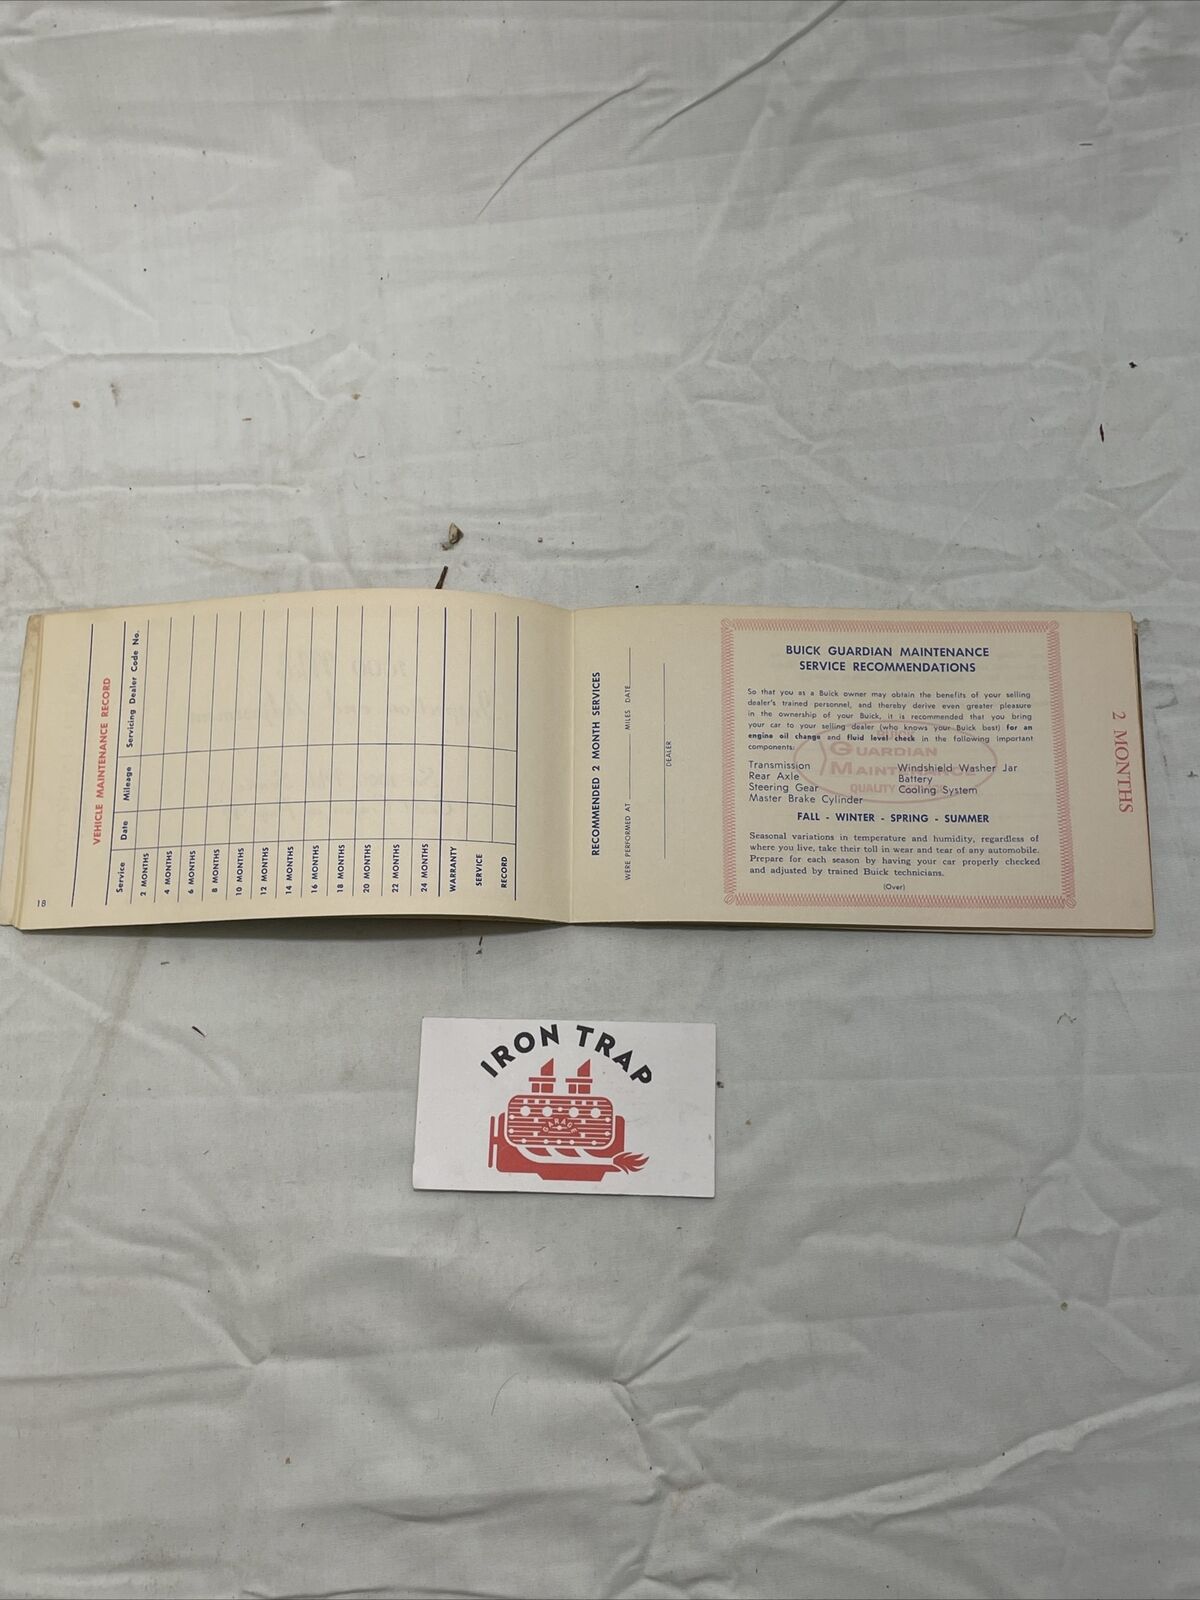 VEHICLE MAINTENANCE RECORD
Service Date Mileage Servicing Dealer Code No.
2 MONTHS
4 MONTHS
6 MONTHS
8 MONTHS
10 MONTHS
12 MONTHS
14 MONTHS
16 MONTHS
18 MONTHS
20 MONTHS
22 MONTHS
24 MONTHS
WARRANTY
SERVICE
RECORD
18
RECOMMENDED 2 MONTH SERVICES
WERE PERFORMED AT MILES DATE
DEALER
BUICK GUARDIAN MAINTENANCE
SERVICE RECOMMENDATIONS
So that you as a Buick owner may obtain the benefits of your selling
dealer's trained personnel, and thereby derive even greater pleasure
in the ownership of your Buick, it is recommended that you bring
your car to your selling dealer (who knows your Buick best) for an
engine oil change and fluid level check in the following important
components:
Transmission Windshield Washer Jar
Rear Axle Battery
Steering Gear Cooling System
Master Brake Cylinder
GUARDIAN
MAINTENANCE
QUALITY
FALL - WINTER - SPRING - SUMMER
Seasonal variations in temperature and humidity, regardless of
where you live, take their toll in wear and tear of any automobile.
Prepare for each season by having your car properly checked
and adjusted by trained Buick technicians.
(Over)
2 MONTHS
IRON TRAP
GARAGE